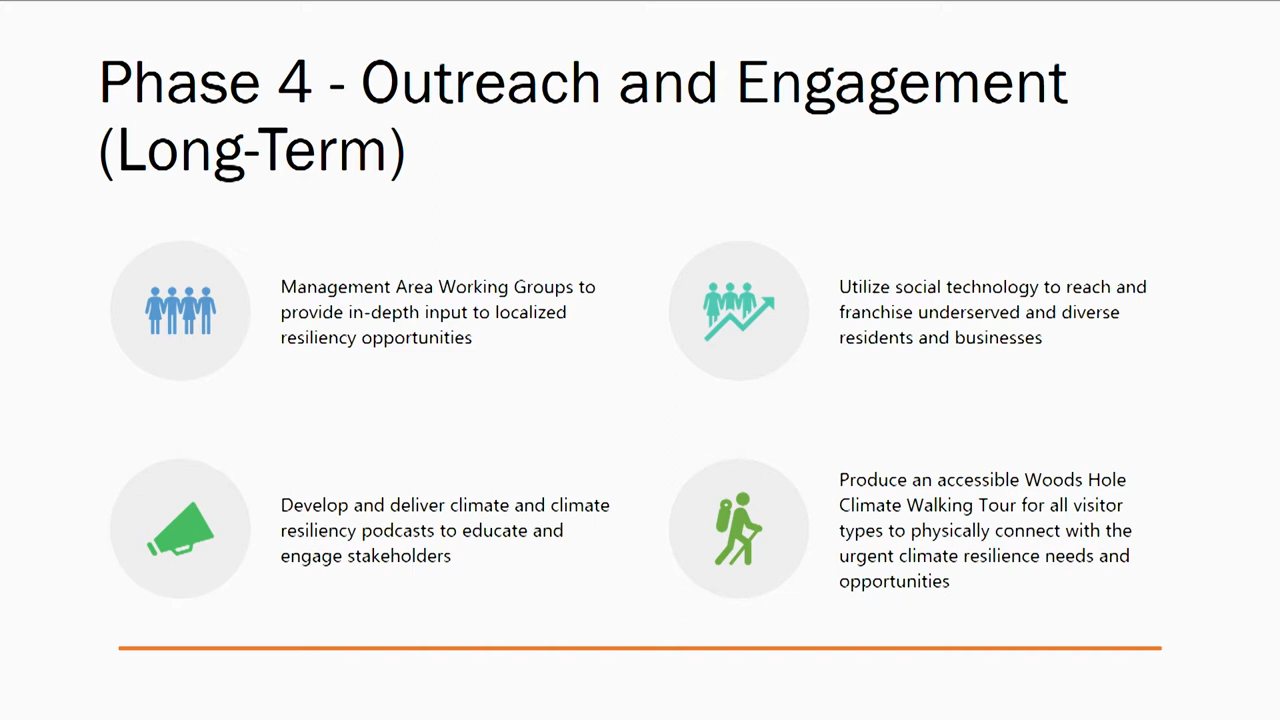 Phase 4 - Outreach and Engagement
(Long-Term)
Management Area Working Groups to
provide in-depth input to localized
resiliency opportunities
Utilize social technology to reach and
franchise underserved and diverse
residents and businesses
Develop and deliver climate and climate
resiliency podcasts to educate and
engage stakeholders
Produce an accessible Woods Hole
Climate Walking Tour for all visitor
types to physically connect with the
urgent climate resilience needs and
opportunities